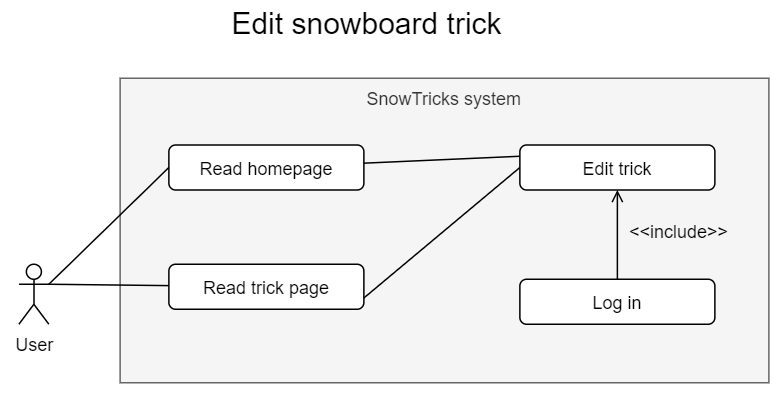 Edit snowboard trick
SnowTricks system
Read homepage
Edit trick
<<include>>
Read trick page
Log in
User